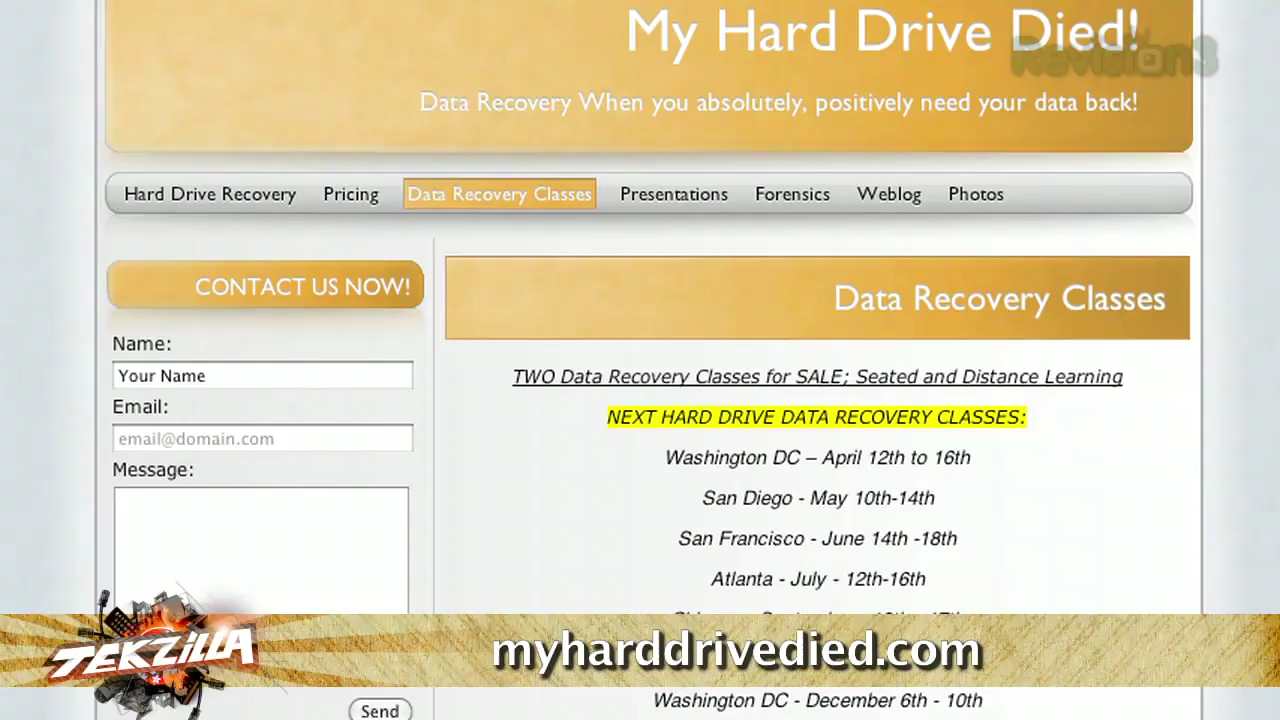 My Hard Drive Died!
Revision3
Data Recovery When you absolutely, positively need your data back!
Hard Drive Recovery Pricing Data Recovery Classes Presentations Forensics Weblog Photos
CONTACT US NOW!
Name:
Your Name
Email:
email@domain.com
Message:
Send
Data Recovery Classes
TWO Data Recovery Classes for SALE; Seated and Distance Learning
NEXT HARD DRIVE DATA RECOVERY CLASSES:
Washington DC – April 12th to 16th
San Diego - May 10th-14th
San Francisco - June 14th -18th
Atlanta - July - 12th-16th
TEKZILLA
myharddrivedied.com
Washington DC - December 6th - 10th